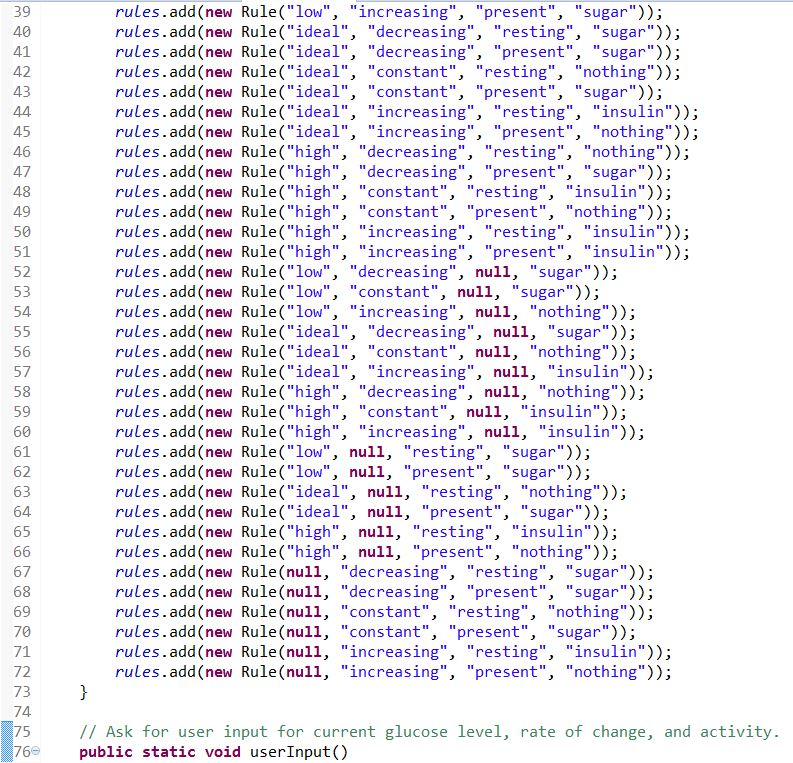 39 rules.add(new Rule("low", "increasing", "present", "sugar"));
40 rules.add(new Rule("ideal", "decreasing", "resting", "sugar"));
41 rules.add(new Rule("ideal", "decreasing", "present", "sugar"));
42 rules.add(new Rule("ideal", "constant", "resting", "nothing"));
43 rules.add(new Rule("ideal", "constant", "present", "sugar"));
44 rules.add(new Rule("ideal", "increasing", "resting", "insulin"));
45 rules.add(new Rule("ideal", "increasing", "present", "nothing"));
46 rules.add(new Rule("high", "decreasing", "resting", "nothing"));
47 rules.add(new Rule("high", "decreasing", "present", "sugar"));
48 rules.add(new Rule("high", "constant", "resting", "insulin"));
49 rules.add(new Rule("high", "constant", "present", "nothing"));
50 rules.add(new Rule("high", "increasing", "resting", "insulin"));
51 rules.add(new Rule("high", "increasing", "present", "insulin"));
52 rules.add(new Rule("low", "decreasing", null, "sugar"));
53 rules.add(new Rule("low", "constant", null, "sugar"));
54 rules.add(new Rule("low", "increasing", null, "nothing"));
55 rules.add(new Rule("ideal", "decreasing", null, "sugar"));
56 rules.add(new Rule("ideal", "constant", null, "nothing"));
57 rules.add(new Rule("ideal", "increasing", null, "insulin"));
58 rules.add(new Rule("high", "decreasing", null, "nothing"));
59 rules.add(new Rule("high", "constant", null, "insulin"));
60 rules.add(new Rule("high", "increasing", null, "insulin"));
61 rules.add(new Rule("low", null, "resting", "sugar"));
62 rules.add(new Rule("low", null, "present", "sugar"));
63 rules.add(new Rule("ideal", null, "resting", "nothing"));
64 rules.add(new Rule("ideal", null, "present", "sugar"));
65 rules.add(new Rule("high", null, "resting", "insulin"));
66 rules.add(new Rule("high", null, "present", "nothing"));
67 rules.add(new Rule(null, "decreasing", "resting", "sugar"));
68 rules.add(new Rule(null, "decreasing", "present", "sugar"));
69 rules.add(new Rule(null, "constant", "resting", "nothing"));
70 rules.add(new Rule(null, "constant", "present", "sugar"));
71 rules.add(new Rule(null, "increasing", "resting", "insulin"));
72 rules.add(new Rule(null, "increasing", "present", "nothing"));
73 }
74
75 // Ask for user input for current glucose level, rate of change, and activity.
76 public static void userInput()